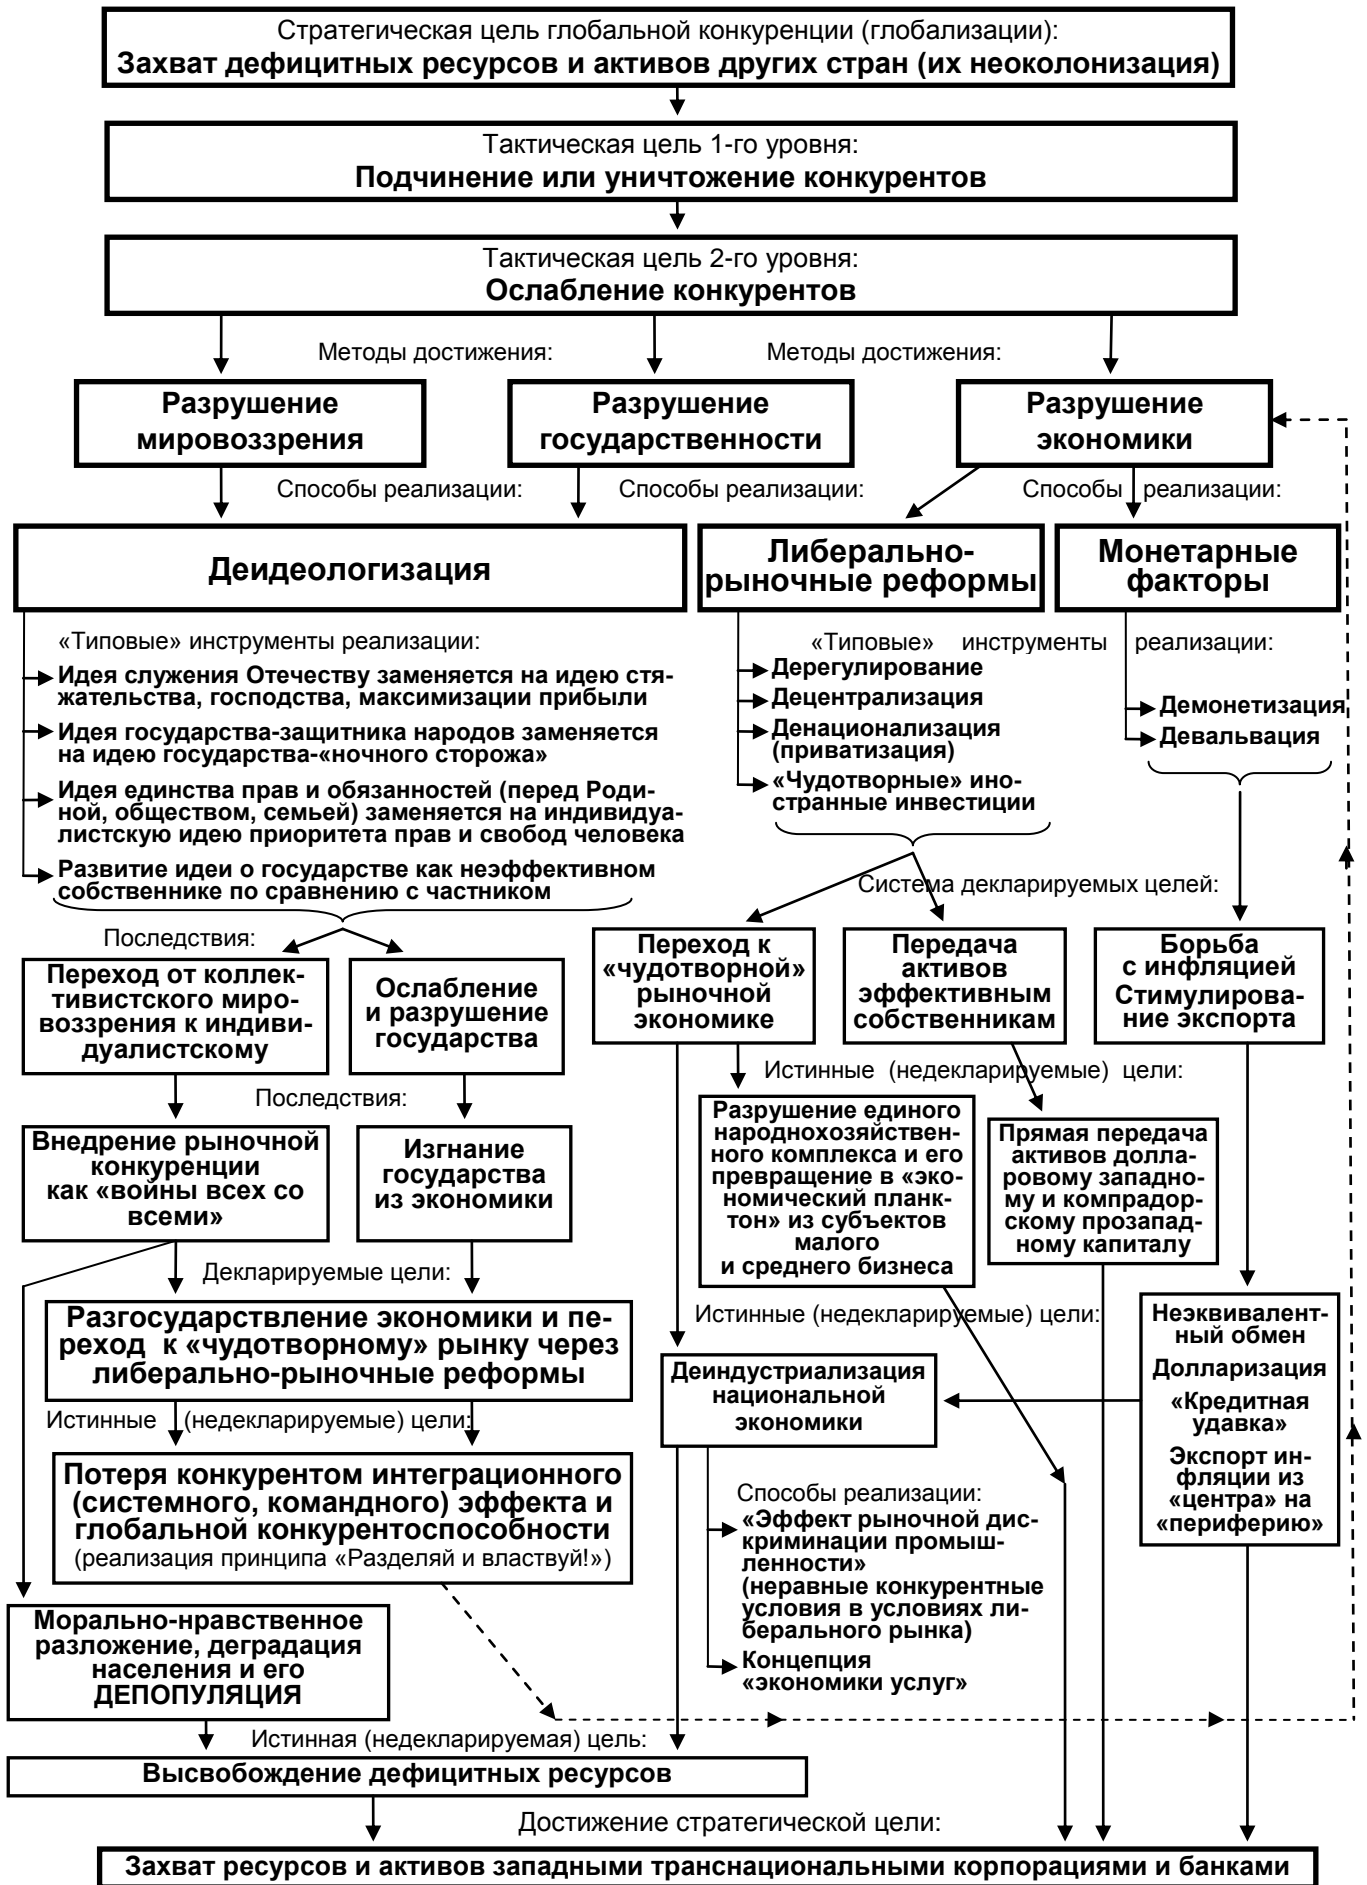 Стратегическая цель глобальной конкуренции (глобализации):
Захват дефицитных ресурсов и активов других стран (их неоколонизация)
Тактическая цель 1-го уровня:
Подчинение или уничтожение конкурентов
Тактическая цель 2-го уровня:
Ослабление конкурентов
Методы достижения:
Методы достижения:
Разрушение
мировоззрения
Разрушение
государственности
Разрушение
экономики
Способы реализации:
Способы реализации:
Способы реализации:
Деидеологизация
Либерально-
рыночные реформы
Монетарные
факторы
«Типовые» инструменты реализации:
Идея служения Отечеству заменяется на идею стя-
жательства, господства, максимизации прибыли
Идея государства-защитника народов заменяется
на идею государства-«ночного сторожа»
Идея единства прав и обязанностей (перед Роди-
ной, обществом, семьей) заменяется на индивидуа-
листскую идею приоритета прав и свобод человека
Развитие идеи о государстве как неэффективном
собственнике по сравнению с частником
«Типовые» инструменты реализации:
Дерегулирование
Децентрализация
Денационализация
(приватизация)
«Чудотворные» ино-
странные инвестиции
Демонетизация
Девальвация
Система декларируемых целей:
Последствия:
Переход от коллек-
тивистского миро-
воззрения к индиви-
дуалистскому
Ослабление
и разрушение
государства
Переход к
«чудотворной»
рыночной
экономике
Передача
активов
эффективным
собственникам
Борьба
с инфляцией
Стимулирова-
ние экспорта
Последствия:
Истинные (недекларируемые) цели:
Внедрение рыночной
конкуренции
как «войны всех со
всеми»
Изгнание
государства
из экономики
Разрушение единого
народнохозяйствен-
ного комплекса и его
превращение в «эко-
номический планк-
тон» из субъектов
малого
и среднего бизнеса
Прямая передача
активов долла-
ровому западно-
му и компрадор-
скому прозапад-
ному капиталу
Декларируемые цели:
Разгосударствление экономики и пе-
реход к «чудотворному» рынку через
либерально-рыночные реформы
Истинные (недекларируемые) цели:
Неэквивалент-
ный обмен
Долларизация
«Кредитная
удавка»
Экспорт ин-
фляции из
«центра» на
«периферию»
Деиндустриализация
национальной
экономики
Истинные (недекларируемые) цели:
Потеря конкурентом интеграционного
(системного, командного) эффекта и
глобальной конкурентоспособности
(реализация принципа «Разделяй и властвуй!»)
Способы реализации:
«Эффект рыночной дис-
криминации промыш-
ленности»
(неравные конкурентные
условия в условиях ли-
берального рынка)
Концепция
«экономики услуг»
Морально-нравственное
разложение, деградация
населения и его
ДЕПОПУЛЯЦИЯ
Истинная (недекларируемая) цель:
Высвобождение дефицитных ресурсов
Достижение стратегической цели:
Захват ресурсов и активов западными транснациональными корпорациями и банками